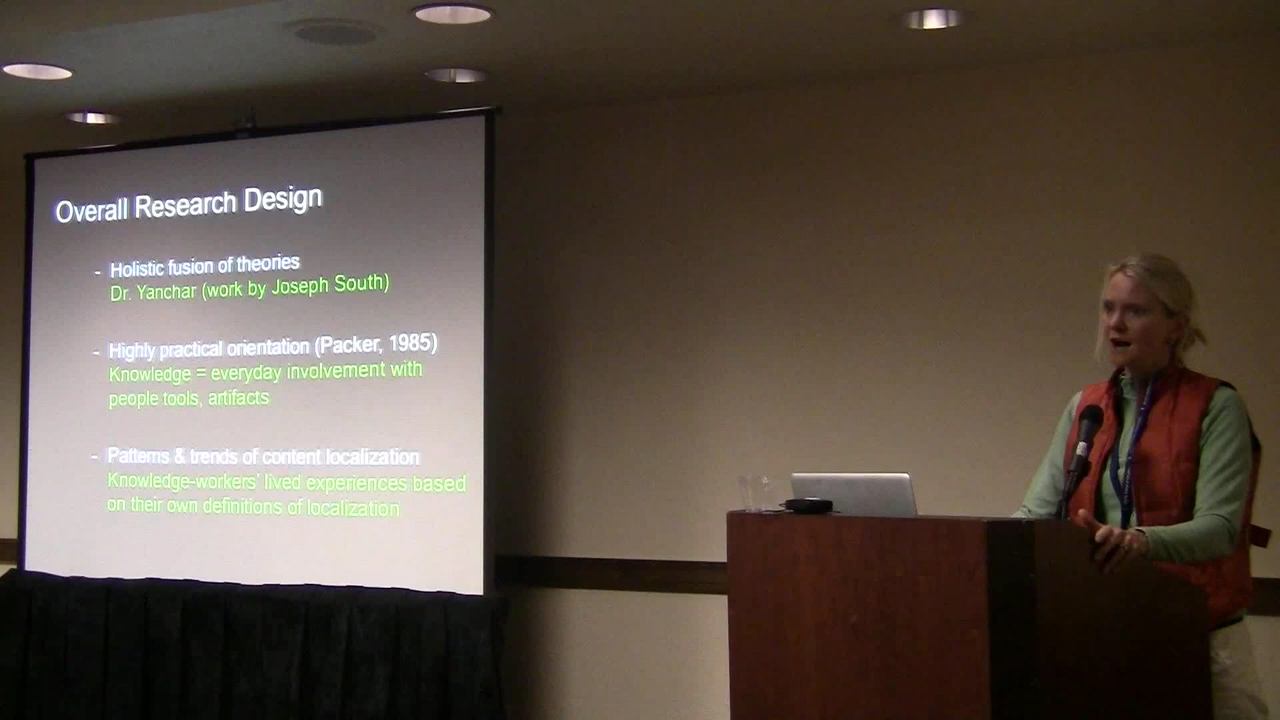 Overall Research Design
- Holistic fusion of theories
Dr. Yanchar (work by Joseph South)
- Highly practical orientation (Packer, 1985)
Knowledge = everyday involvement with
people tools, artifacts
- Patterns & trends of content localization
Knowledge-workers' lived experiences based
on their own definitions of localization